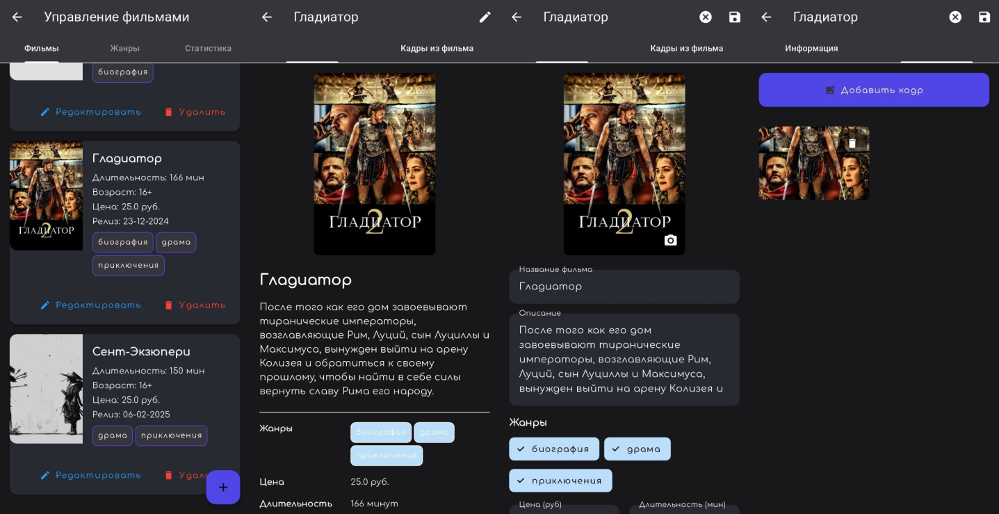 Управление фильмами
Фильмы
Жанры
Статистика
биография
Редактировать
Удалить
ГЛАДИАТОР
2
Гладиатор
Длительность: 166 мин
Возраст: 16+
Цена: 25.0 руб.
Релиз: 23-12-2024
биография
драма
приключения
Редактировать
Удалить
Сент-Экзюпери
Длительность: 150 мин
Возраст: 16+
Цена: 25.0 руб.
Релиз: 06-02-2025
драма
приключения
Редактировать
+
Гладиатор
Кадры из фильма
ГЛАДИАТОР
2
Гладиатор
После того как его дом завоевывают
тиранические императоры,
возглавляющие Рим, Луций, сын Луциллы и
Максимуса, вынужден выйти на арену
Колизея и обратиться к своему
прошлому, чтобы найти в себе силы
вернуть славу Рима его народу.
Жанры
биография
драма
приключения
Цена
25.0 руб.
Длительность
166 минут
Гладиатор
Кадры из фильма
ГЛАДИАТОР
2
Название фильма
Гладиатор
Описание
После того как его дом
завоевывают тиранические
императоры, возглавляющие Рим,
Луций, сын Луциллы и Максимуса,
вынужден выйти на арену Колизея и
Жанры
биография
драма
приключения
Цена (руб)
Длительность (мин)
Гладиатор
Информация
Добавить кадр